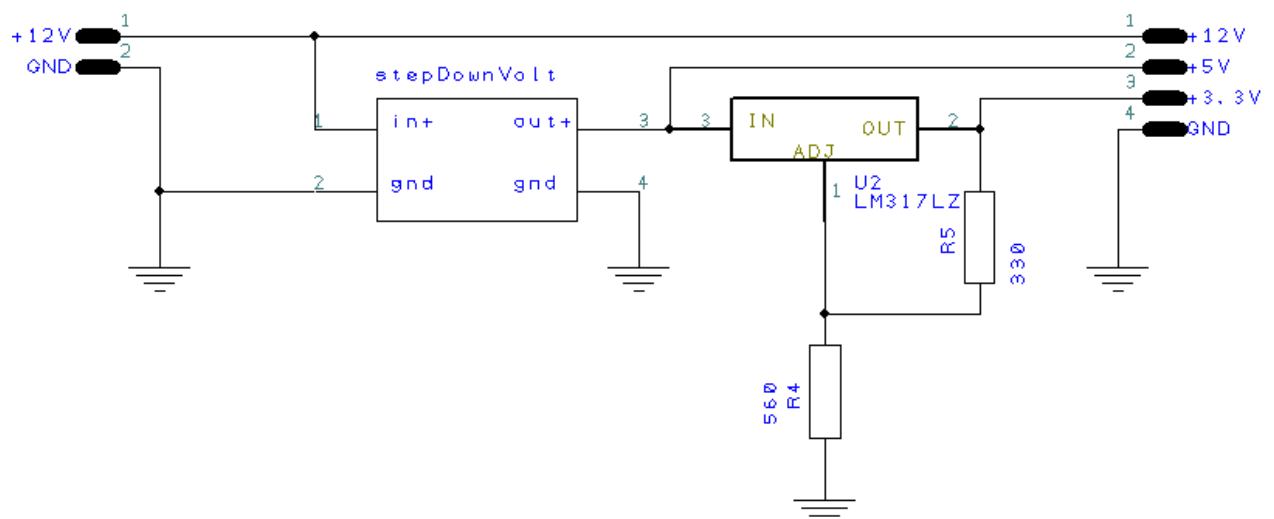 +12V 1
GND 2
1 +12V
2 +5V
3 +3.3V
4 GND
stepDownVolt
1 in+ out+ 3
2 gnd gnd 4
3 IN OUT 2
ADJ
1
U2
LM317LZ
R5
330
560
R4